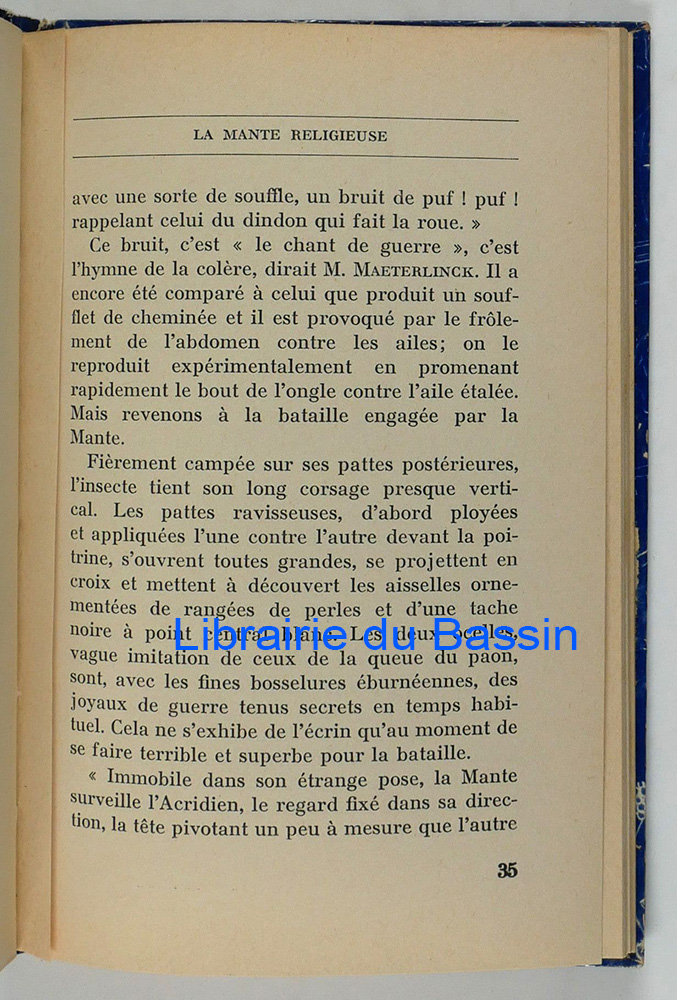 LA MANTE RELIGIEUSE
avec une sorte de souffle, un bruit de puf ! puf !
rappelant celui du dindon qui fait la roue. »
Ce bruit, c'est « le chant de guerre », c'est
l'hymne de la colère, dirait M. MAETERLINCK. Il a
encore été comparé à celui que produit un souf-
flet de cheminée et il est provoqué par le frôle-
ment de l'abdomen contre les ailes; on le
reproduit expérimentalement en promenant
rapidement le bout de l'ongle contre l'aile étalée.
Mais revenons à la bataille engagée par la
Mante.
Fièrement campée sur ses pattes postérieures,
l'insecte tient son long corsage presque verti-
cal. Les pattes ravisseuses, d'abord ployées
et appliquées l'une contre l'autre devant la poi-
trine, s'ouvrent toutes grandes, se projettent en
croix et mettent à découvert les aisselles orne-
mentées de rangées de perles et d'une tache
noire à point central blanc. Les deux ocelles,
Librairie du Bassin
vague imitation de ceux de la queue du paon,
sont, avec les fines bosselures éburnéennes, des
joyaux de guerre tenus secrets en temps habi-
tuel. Cela ne s'exhibe de l'écrin qu'au moment de
se faire terrible et superbe pour la bataille.
« Immobile dans son étrange pose, la Mante
surveille l'Acridien, le regard fixé dans sa direc-
tion, la tête pivotant un peu à mesure que l'autre
35